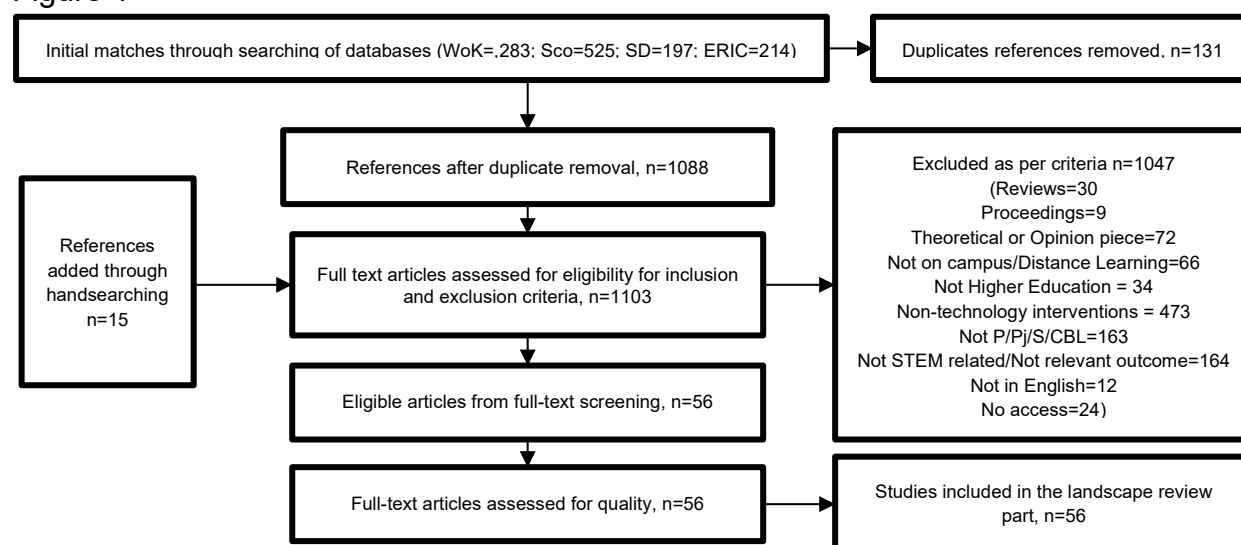 Figure
Initial matches through searching of databases (WoK=.283; Sco=525; SD=197; ERIC=214)
Duplicates references removed, n=131
References after duplicate removal, n=1088
References
added through
handsearching
n=15
Full text articles assessed for eligibility for inclusion
and exclusion criteria, n=1103
Excluded as per criteria n=1047
(Reviews=30
Proceedings=9
Theoretical or Opinion piece=72
Not on campus/Distance Learning=66
Not Higher Education = 34
Non-technology interventions = 473
Not P/Pj/S/CBL=163
Not STEM related/Not relevant outcome=164
Not in English=12
No access=24)
Eligible articles from full-text screening, n=56
Full-text articles assessed for quality, n=56
Studies included in the landscape review
part, n=56